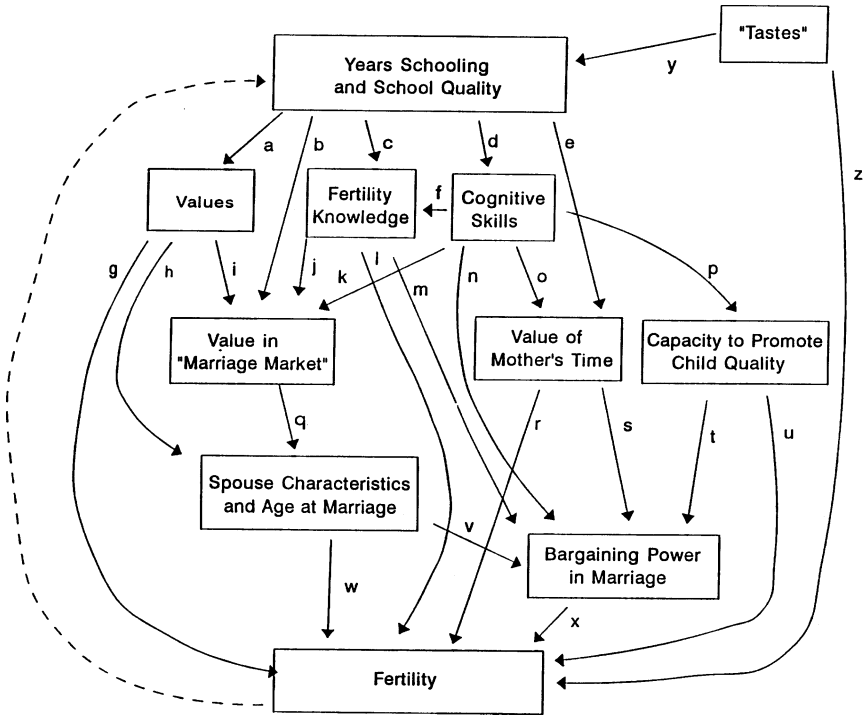 "Tastes"
Years Schooling
and School Quality
y
a
b
c
d
e
z
Values
Fertility
Knowledge
f
Cognitive
Skills
g
h
i
j
k
l
m
n
o
p
Value in
"Marriage Market"
Value of
Mother's Time
Capacity to Promote
Child Quality
q
r
s
t
u
Spouse Characteristics
and Age at Marriage
v
Bargaining Power
in Marriage
w
x
Fertility